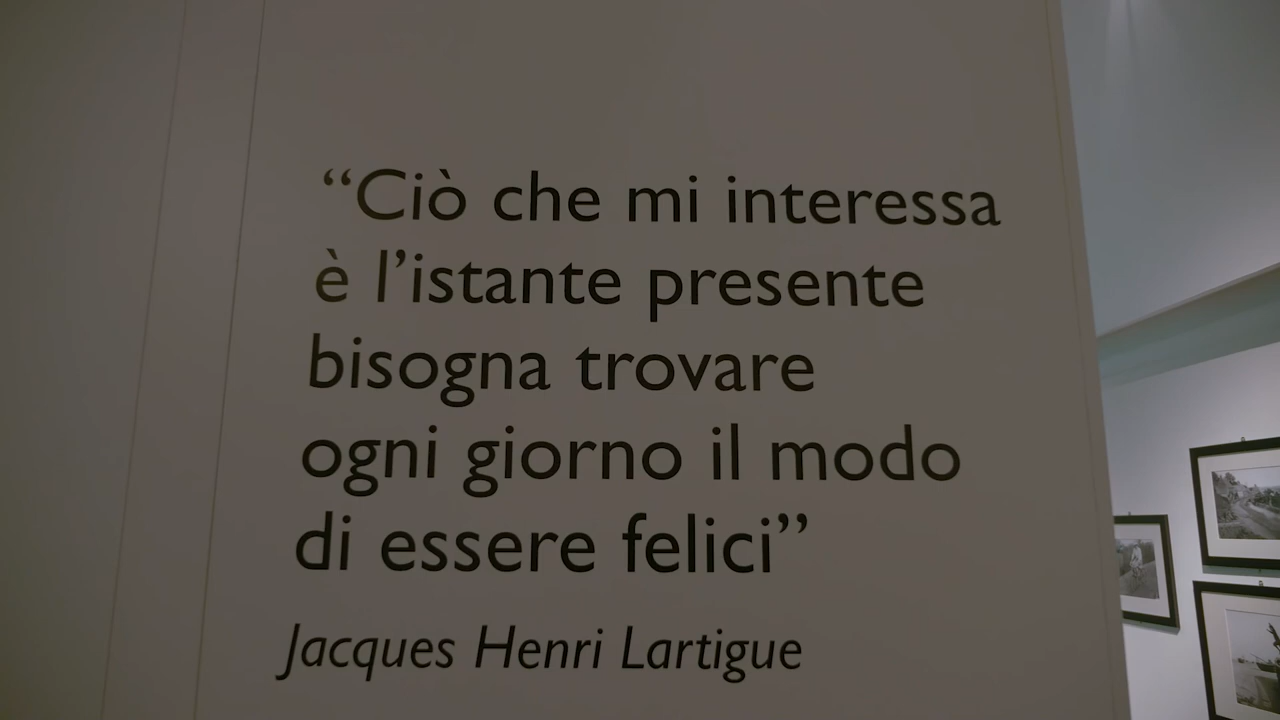 “Ciò che mi interessa
è l’istante presente
bisogna trovare
ogni giorno il modo
di essere felici”
Jacques Henri Lartigue